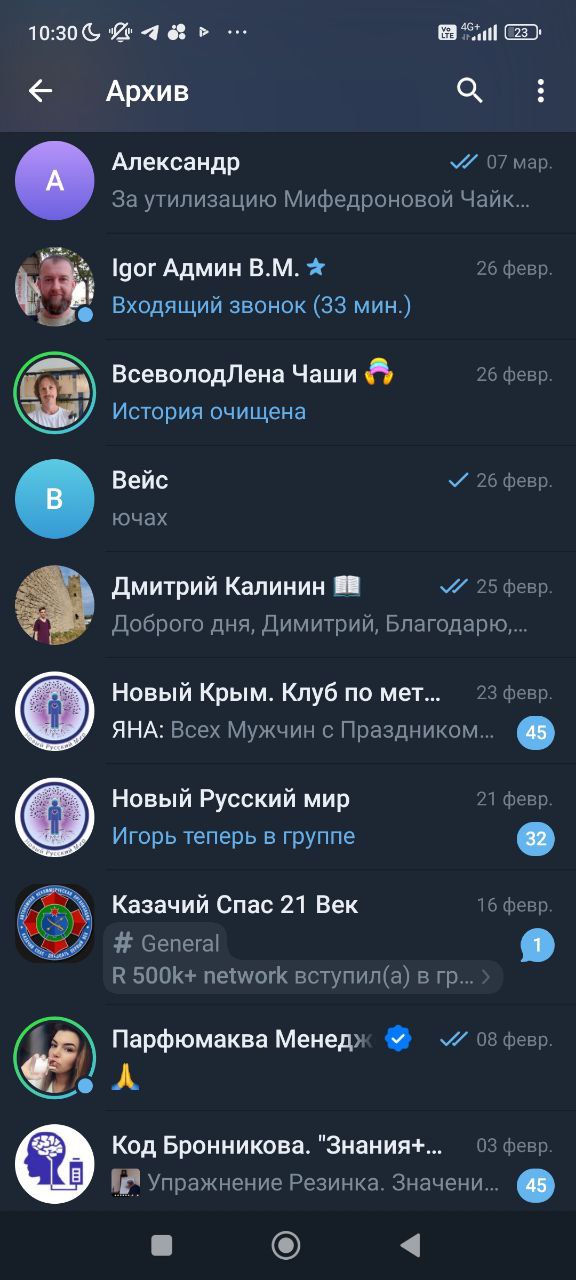 10:30 Vo LTE 4G+ 23
Архив
А
Александр 07 мар.
За утилизацию Мифедроновой Чайк...
Igor Админ В.М. 26 февр.
Входящий звонок (33 мин.)
ВсеволодЛена Чаши 26 февр.
История очищена
В
Вейс 26 февр.
ючах
Дмитрий Калинин 📖 25 февр.
Доброго дня, Димитрий, Благодарю,...
Новый Крым. Клуб по мет... 23 февр.
ЯНА: Всех Мужчин с Праздником... 45
Новый Русский мир 21 февр.
Игорь теперь в группе 32
Казачий Спас 21 Век 16 февр.
# General 1
R 500k+ network вступил(а) в гр... >
Парфюмаква Менедж 08 февр.
🙏
Код Бронникова. "Знания+... 03 февр.
Упражнение Резинка. Значени... 45